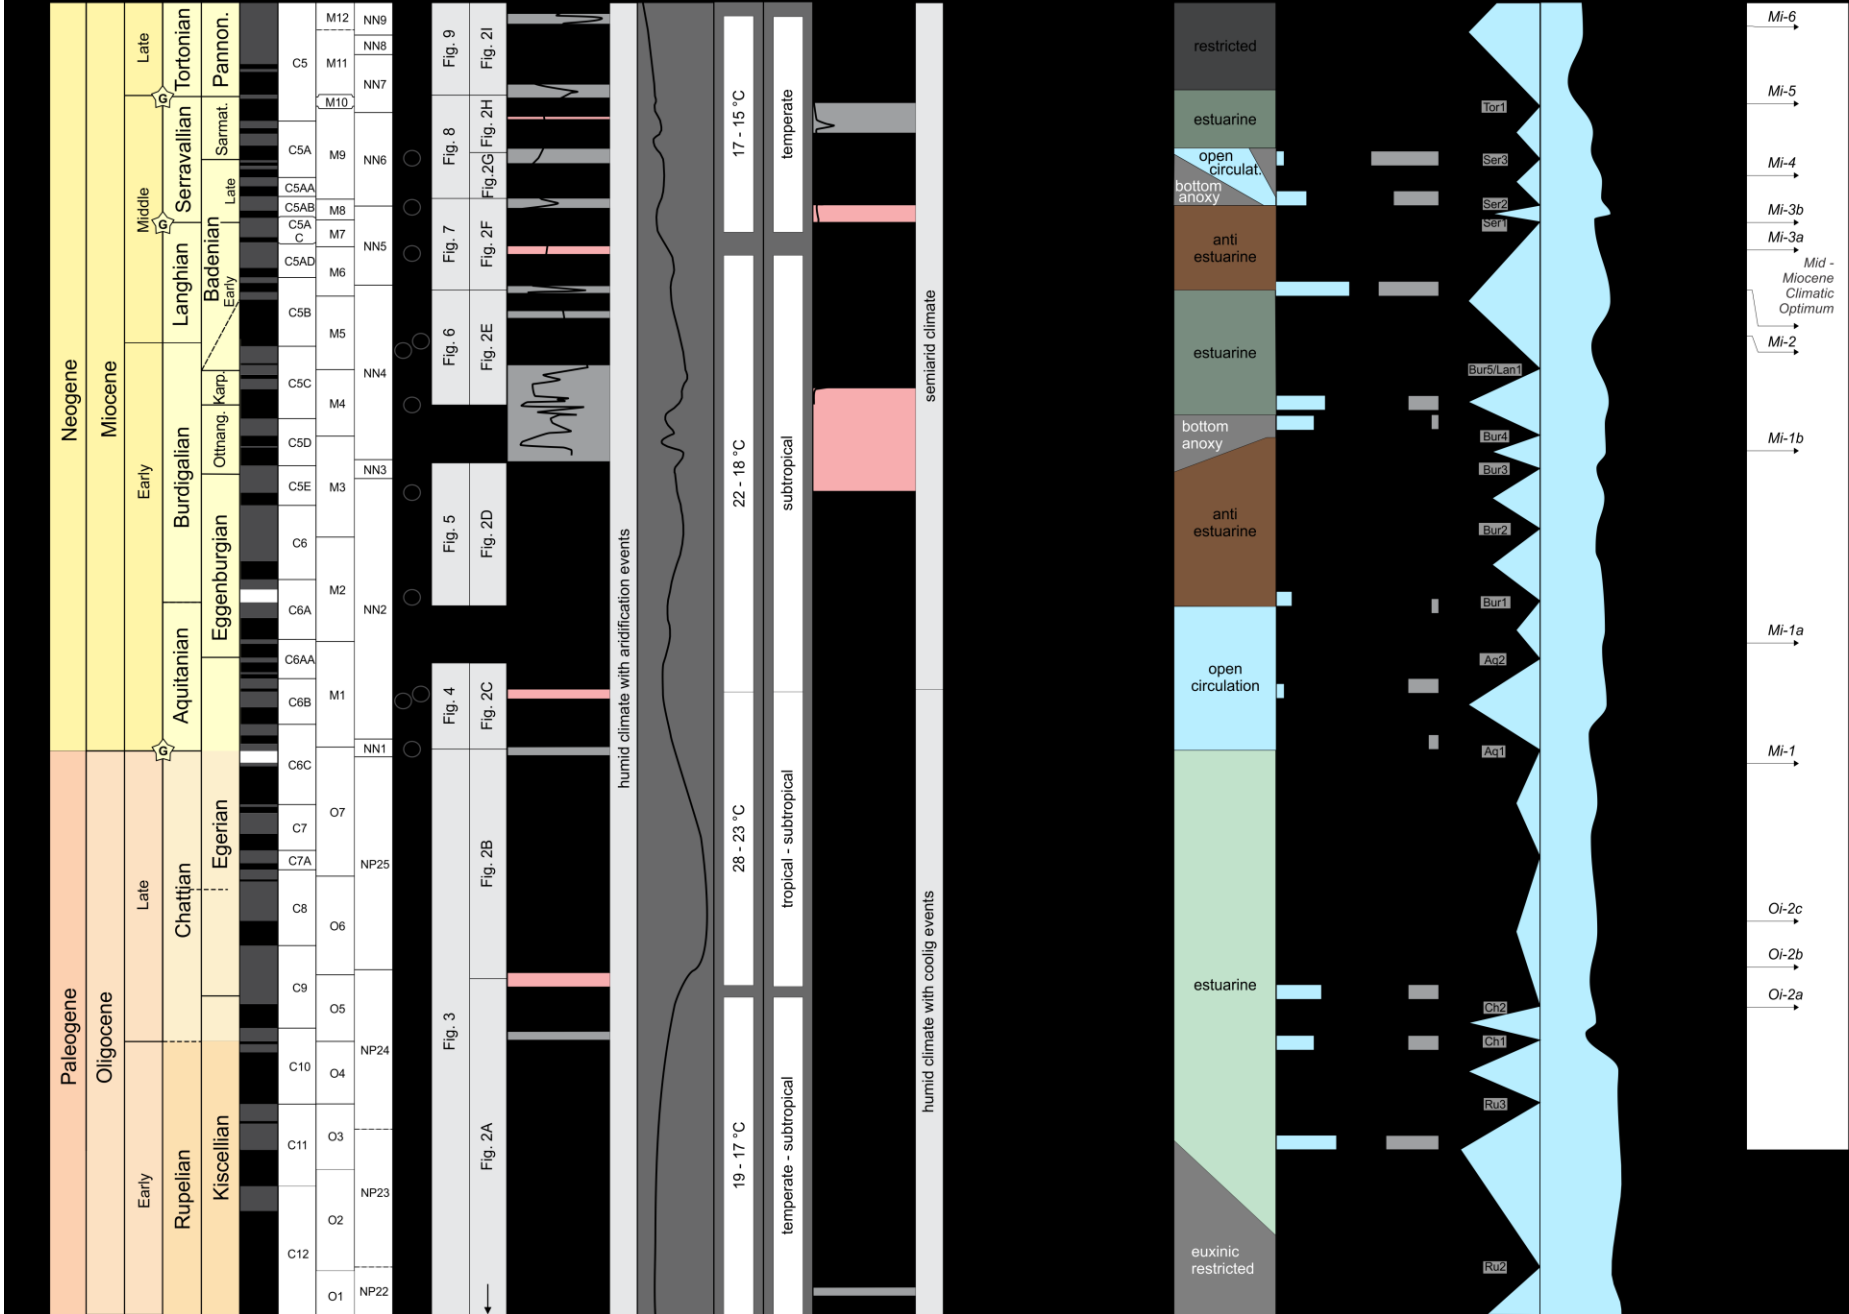 Neogene
Paleogene
Miocene
Oligocene
Late
Middle
Early
Late
Early
G
G
G
Tortonian
Serravallian
Langhian
Burdigalian
Aquitanian
Chattian
Rupelian
Pannon.
Sarmat.
Late
Badenian
Early
Karp.
Ottnang.
Eggenburgian
Egerian
Kiscellian
C5
C5A
C5AA
C5AB
C5A
C
C5AD
C5B
C5C
C5D
C5E
C6
C6A
C6AA
C6B
C6C
C7
C7A
C8
C9
C10
C11
C12
M12
M11
M10
M9
M8
M7
M6
M5
M4
M3
M2
M1
O7
O6
O5
O4
O3
O2
O1
NN9
NN8
NN7
NN6
NN5
NN4
NN3
NN2
NN1
NP25
NP24
NP23
NP22
Fig. 9
Fig. 8
Fig. 7
Fig. 6
Fig. 5
Fig. 4
Fig. 3
Fig. 2I
Fig. 2H
Fig.2G
Fig. 2F
Fig. 2E
Fig. 2D
Fig. 2C
Fig. 2B
Fig. 2A
humid climate with aridification events
17 - 15 °C
22 - 18 °C
28 - 23 °C
19 - 17 °C
temperate
subtropical
tropical - subtropical
temperate - subtropical
semiarid climate
humid climate with coolig events
restricted
estuarine
open
circulat.
bottom
anoxy
anti
estuarine
estuarine
bottom
anoxy
anti
estuarine
open
circulation
estuarine
euxinic
restricted
Tor1
Ser3
Ser2
Ser1
Bur5/Lan1
Bur4
Bur3
Bur2
Bur1
Aq2
Aq1
Ch2
Ch1
Ru3
Ru2
Mi-6
Mi-5
Mi-4
Mi-3b
Mi-3a
Mid -
Miocene
Climatic
Optimum
Mi-2
Mi-1b
Mi-1a
Mi-1
Oi-2c
Oi-2b
Oi-2a